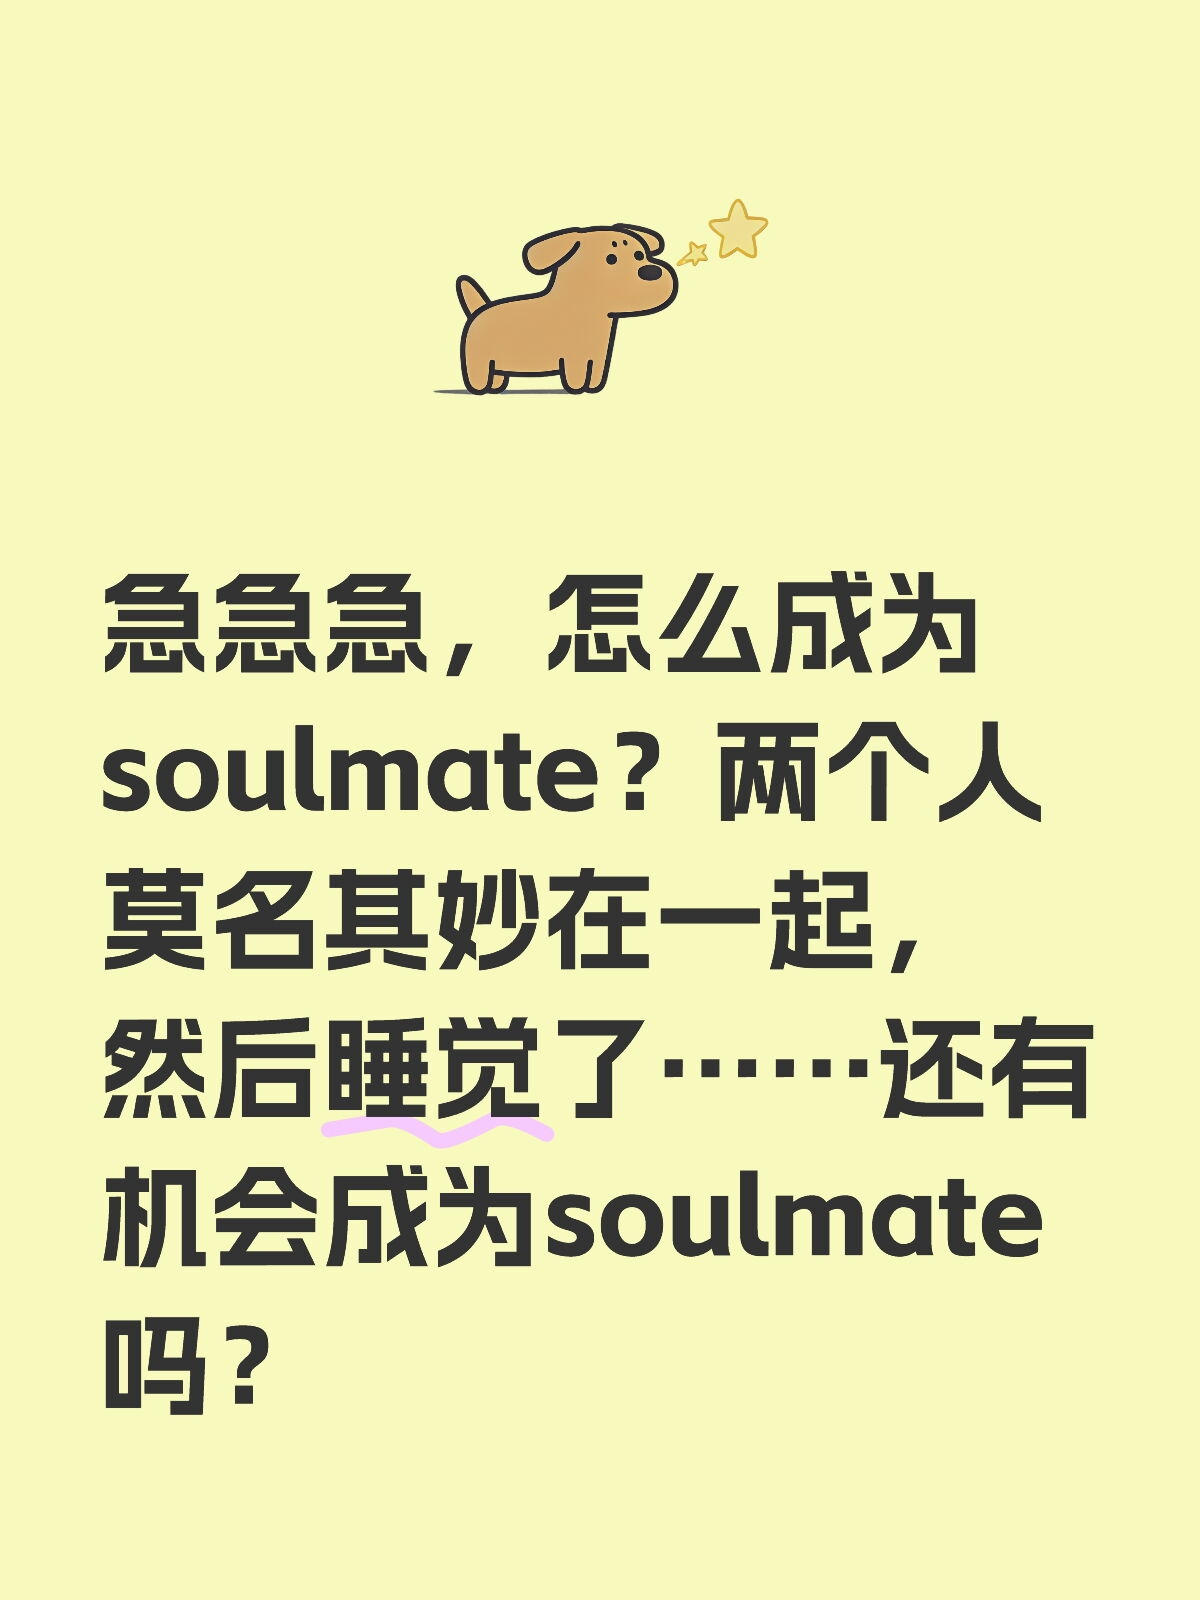 急急急，怎么成为
soulmate？两个人
莫名其妙在一起，
然后睡觉了……还有
机会成为soulmate
吗？